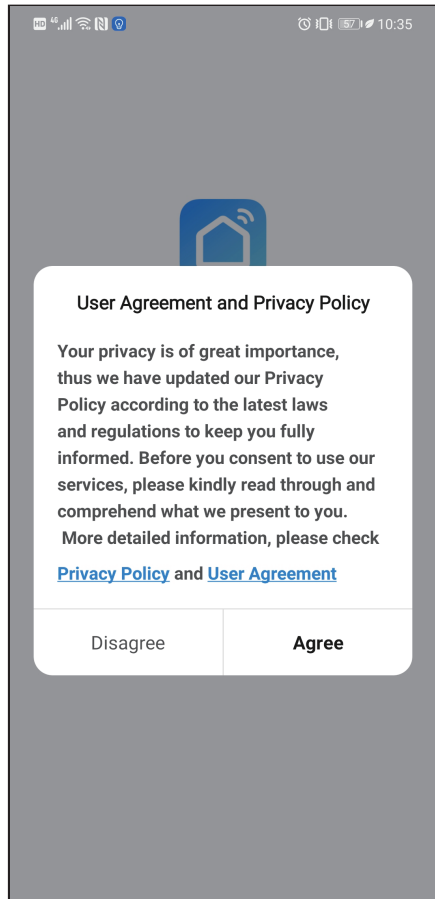 HD 4G 57 10:35
User Agreement and Privacy Policy
Your privacy is of great importance,
thus we have updated our Privacy
Policy according to the latest laws
and regulations to keep you fully
informed. Before you consent to use our
services, please kindly read through and
comprehend what we present to you.
More detailed information, please check
Privacy Policy and User Agreement
Disagree Agree